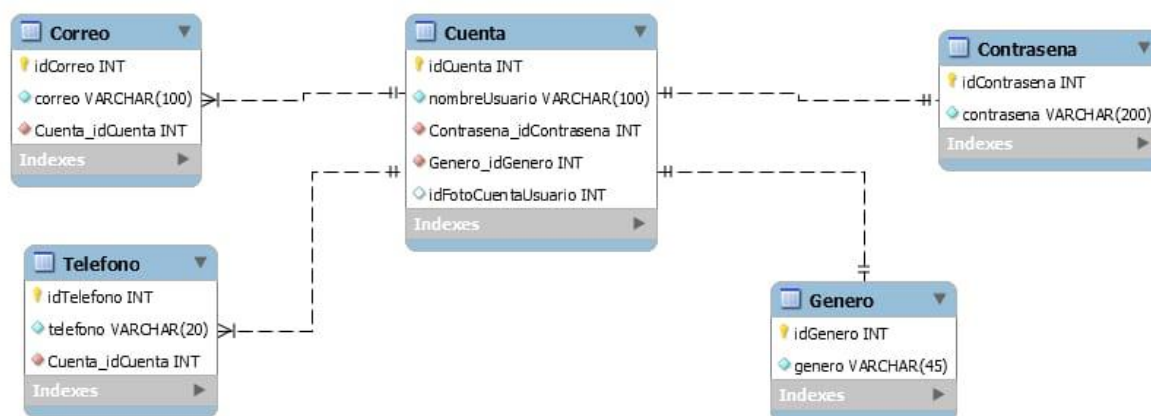 Correo
idCorreo INT
correo VARCHAR(100)
Cuenta_idCuenta INT
Indexes
Cuenta
idCuenta INT
nombreUsuario VARCHAR(100)
Contrasena_idContrasena INT
Genero_idGenero INT
idFotoCuentaUsuario INT
Indexes
Contrasena
idContrasena INT
contrasena VARCHAR(200)
Indexes
Telefono
idTelefono INT
telefono VARCHAR(20)
Cuenta_idCuenta INT
Indexes
Genero
idGenero INT
genero VARCHAR(45)
Indexes